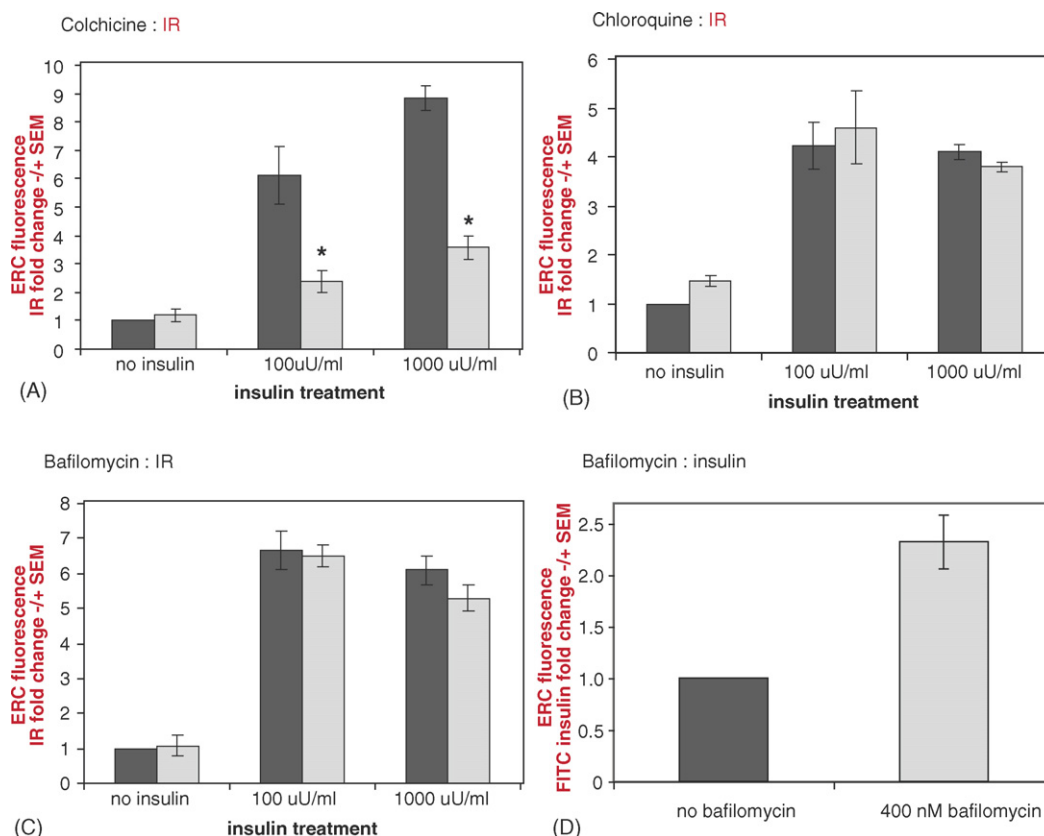 Colchicine : IR
ERC fluorescence
IR fold change -/+ SEM
10
9
8
7
6
5
4
3
2
1
0
*
*
no insulin
100uU/ml
1000 uU/ml
insulin treatment
(A)
Chloroquine : IR
ERC fluorescence
IR fold change -/+ SEM
6
5
4
3
2
1
0
no insulin
100 uU/ml
1000 uU/ml
insulin treatment
(B)
Bafilomycin : IR
ERC fluorescence
IR fold change -/+ SEM
8
7
6
5
4
3
2
1
0
no insulin
100 uU/ml
1000 uU/ml
insulin treatment
(C)
Bafilomycin : insulin
ERC fluorescence
FITC insulin fold change -/+ SEM
2.5
2.0
1.0
0.5
0
no bafilomycin
400 nM bafilomycin
(D)